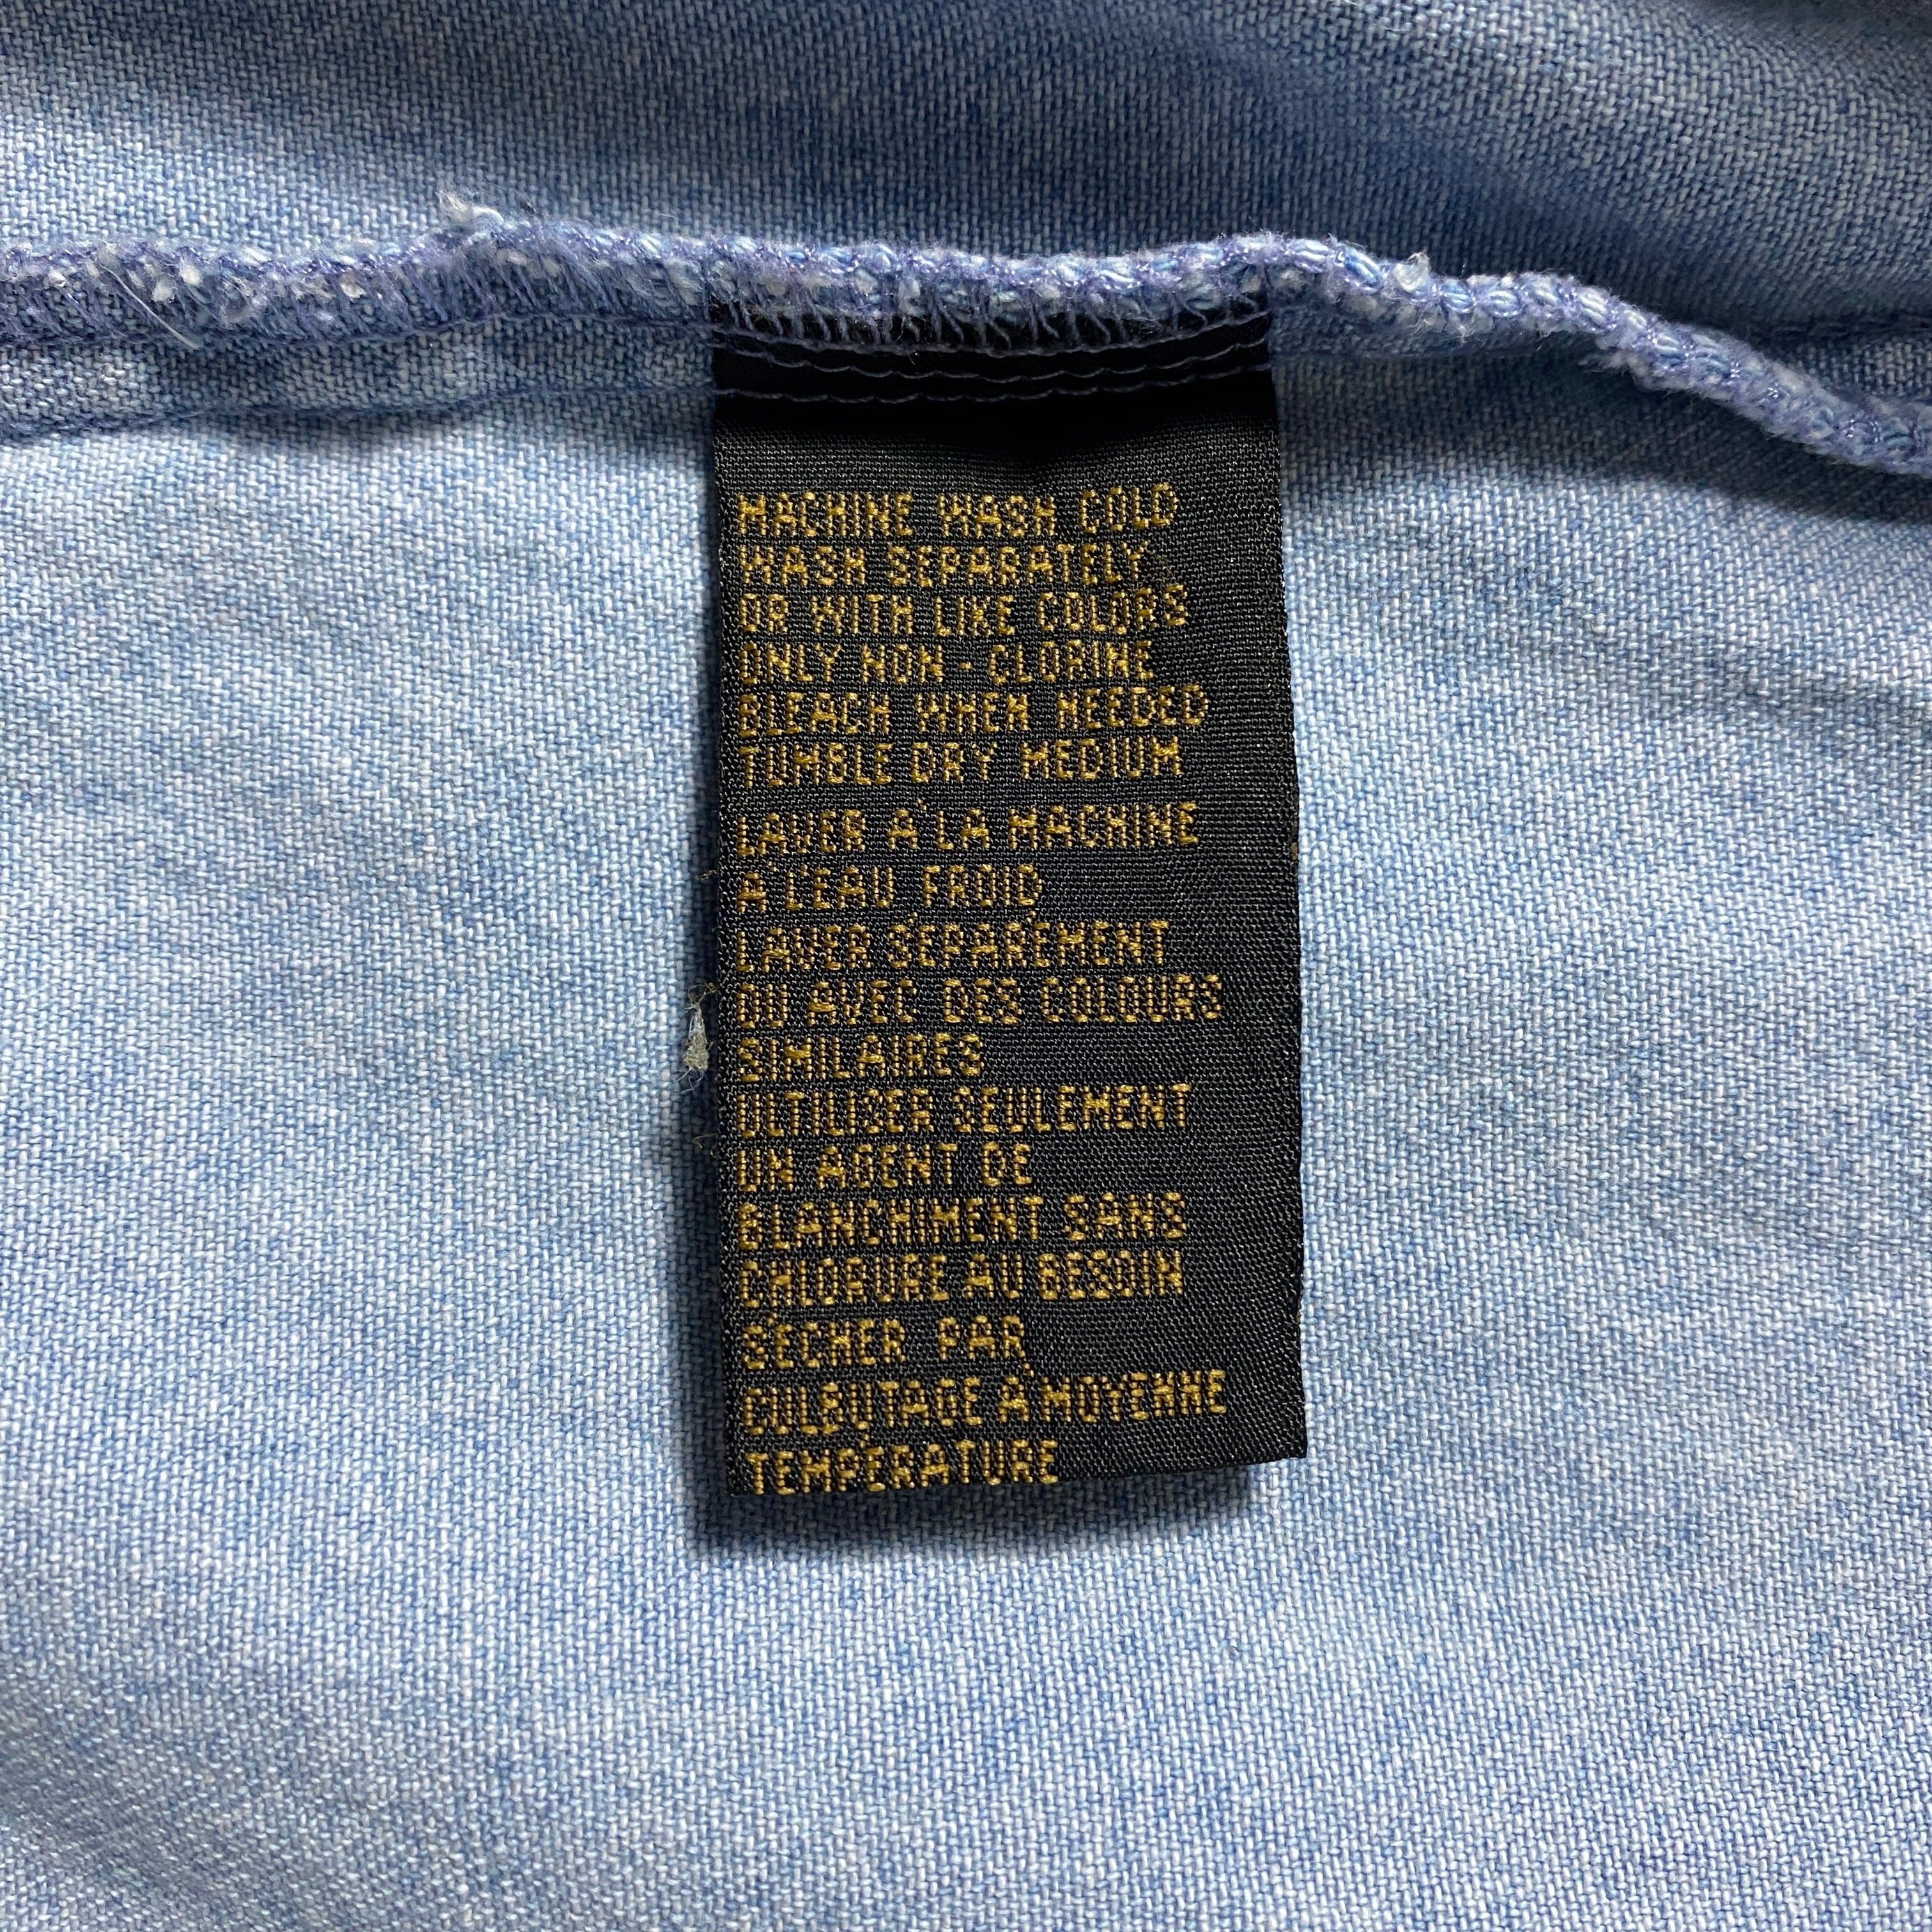 MACHINE WASH COLD
WASH SEPARATELY
OR WITH LIKE COLORS
ONLY NON - CLORINE
BLEACH WHEN NEEDED
TUMBLE DRY MEDIUM
LAVER À LA MACHINE
À L'EAU FROID
LAVER SÉPARÉMENT
OU AVEC DES COLOURS
SIMILAIRES
ULTILISER SEULEMENT
UN AGENT DE
BLANCHIMENT SANS
CHLORURE AU BESOIN
SÉCHER PAR
CULBUTAGE À MOYENNE
TEMPÉRATURE